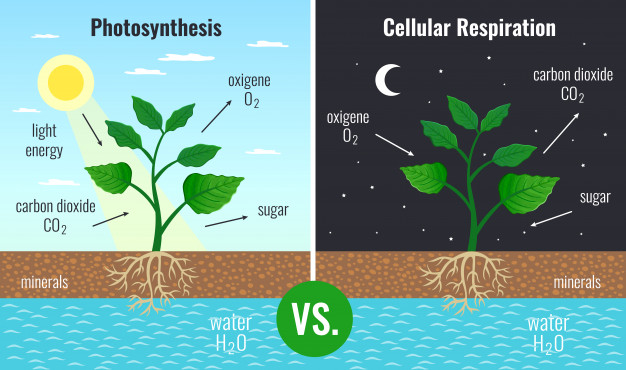 Photosynthesis
light
energy
oxigene
O₂
carbon dioxide
CO₂
sugar
minerals
water
H₂O
VS.
Cellular Respiration
oxigene
O₂
carbon dioxide
CO₂
sugar
minerals
water
H₂O